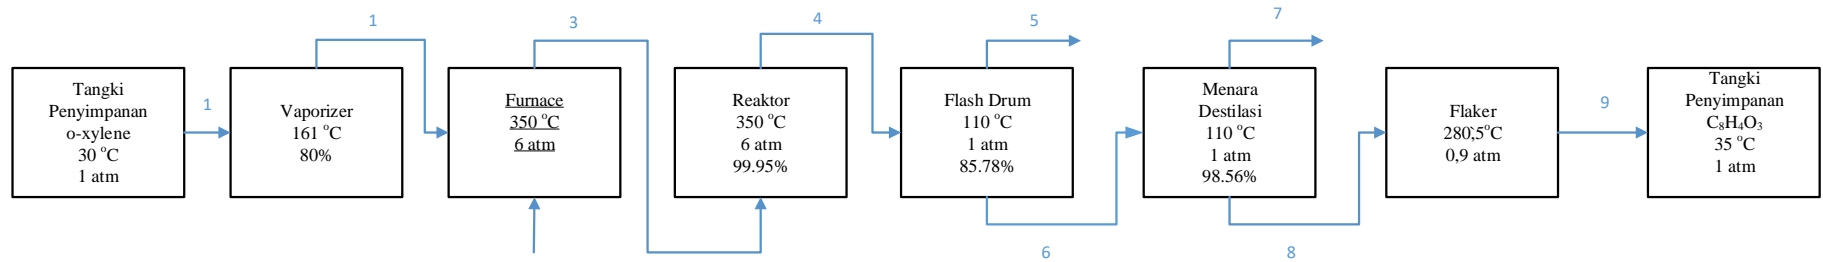 1
3
4
5
7
Tangki
Penyimpanan
o-xylene
30 °C
1 atm
1
Vaporizer
161 °C
80%
Furnace
350 °C
6 atm
Reaktor
350 °C
6 atm
99.95%
Flash Drum
110 °C
1 atm
85.78%
Menara
Destilasi
110 °C
1 atm
98.56%
Flaker
280,5°C
0,9 atm
9
Tangki
Penyimpanan
C₈H₄O₃
35 °C
1 atm
6
8